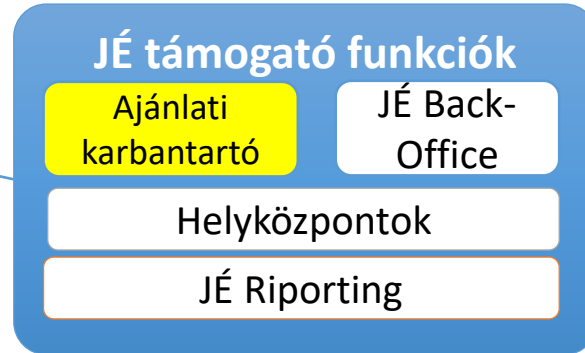 JÉ támogató funkciók
Ajánlati
karbantartó
JÉ Back-
Office
Helyközpontok
JÉ Riporting